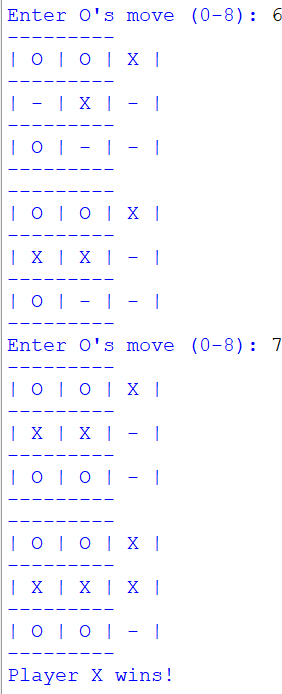 Enter O's move (0-8): 6
---------
| O | O | X |
---------
| - | X | - |
---------
| O | - | - |
---------
---------
| O | O | X |
---------
| X | X | - |
---------
| O | - | - |
---------
Enter O's move (0-8): 7
---------
| O | O | X |
---------
| X | X | - |
---------
| O | O | - |
---------
---------
| O | O | X |
---------
| X | X | X |
---------
| O | O | - |
---------
Player X wins!